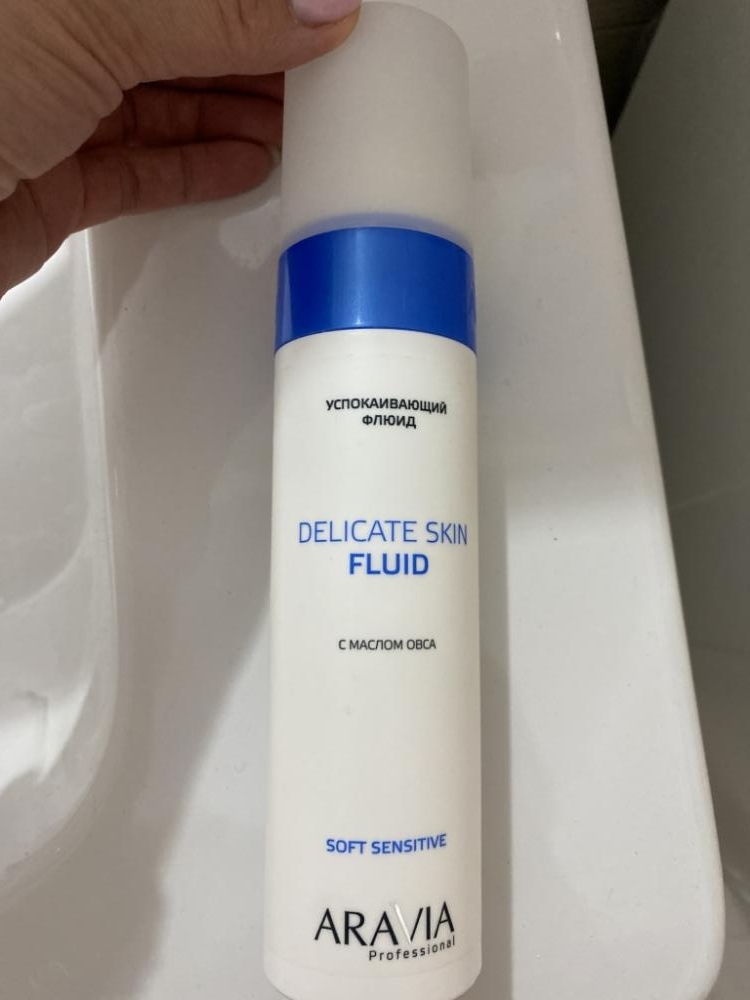 УСПОКАИВАЮЩИЙ
ФЛЮИД
DELICATE SKIN
FLUID
С МАСЛОМ ОВСА
SOFT SENSITIVE
ARAVIA
Professional